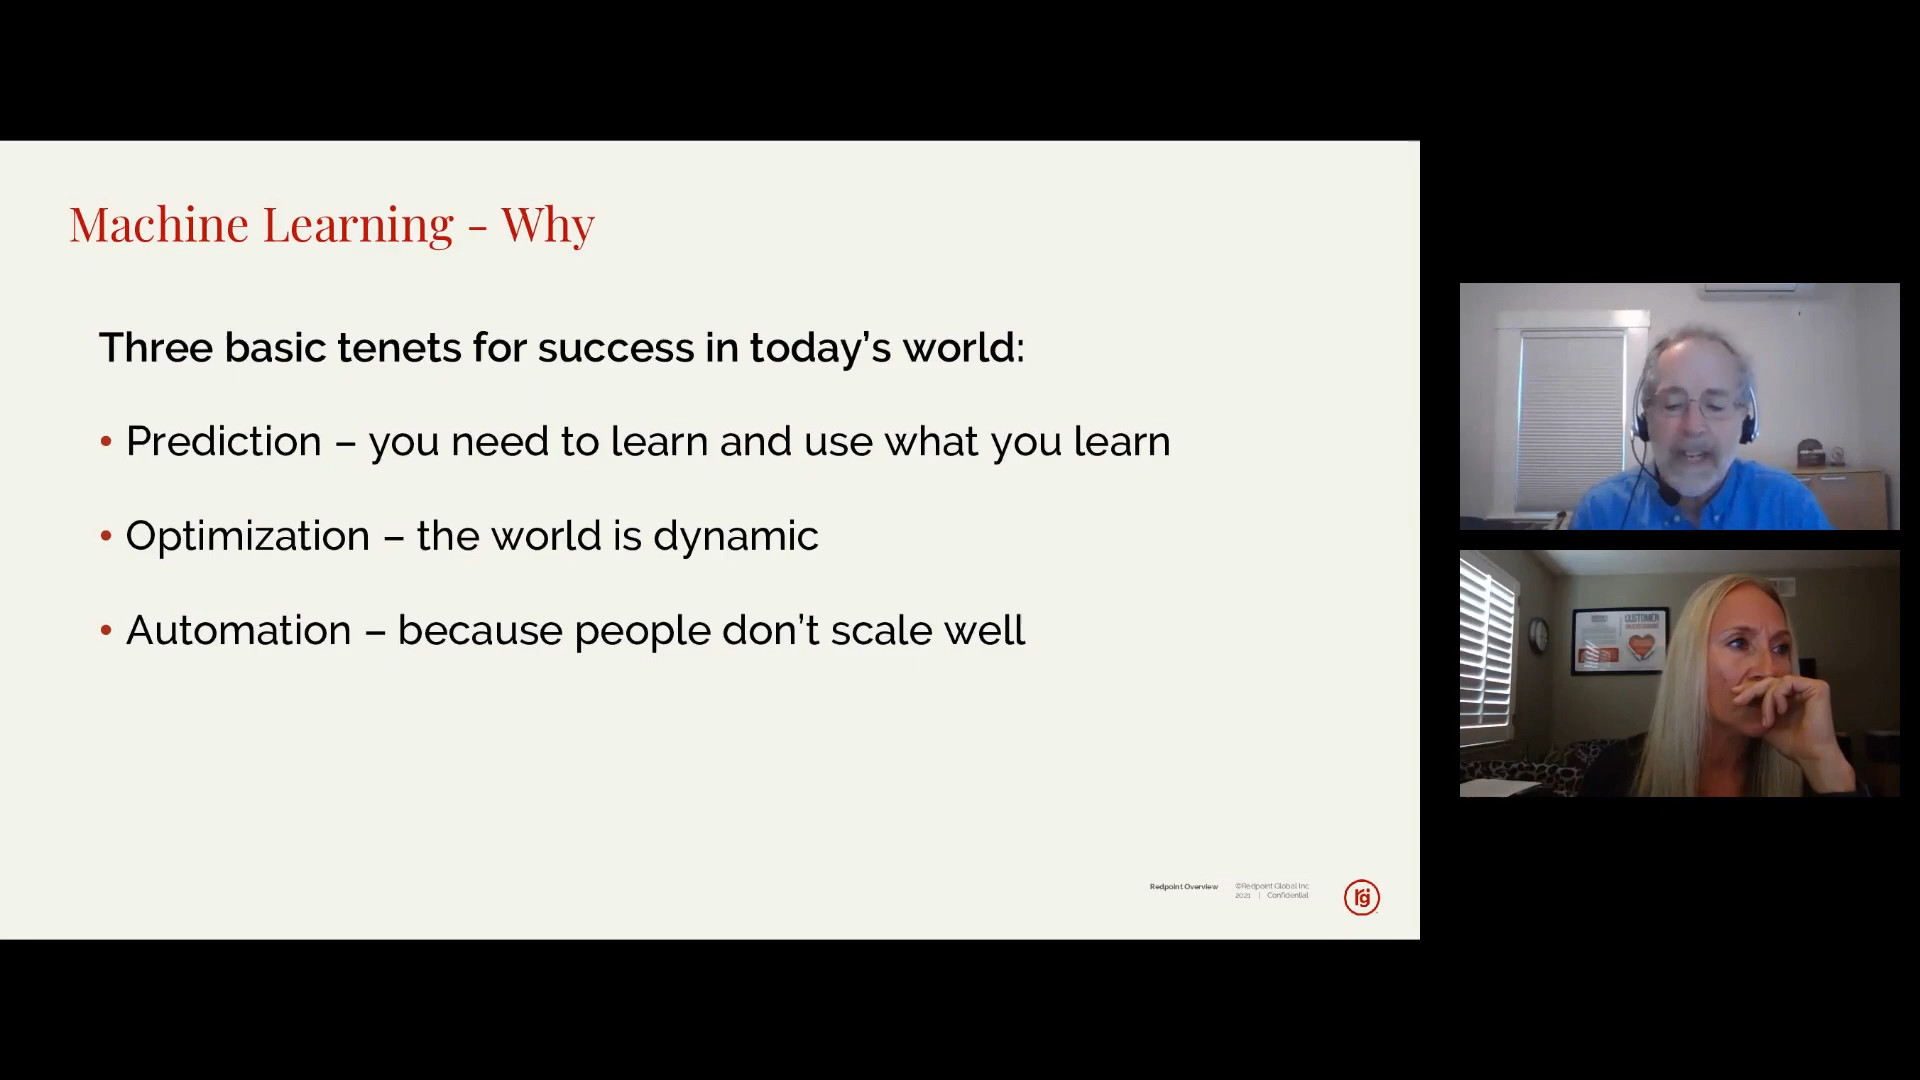 Machine Learning - Why
Three basic tenets for success in today's world:
• Prediction – you need to learn and use what you learn
• Optimization – the world is dynamic
• Automation – because people don't scale well
Redpoint Overview
©Redpoint Global Inc
2021 | Confidential
rg
CUSTOMER